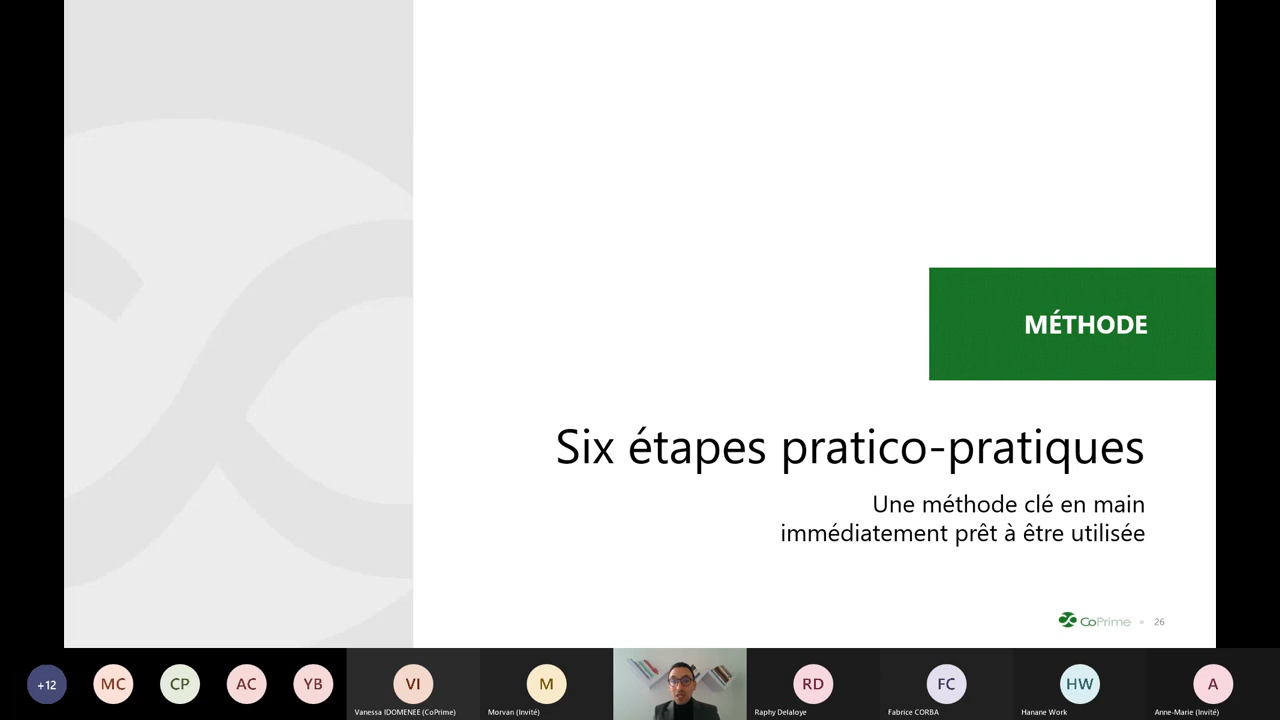 MÉTHODE
Six étapes pratico-pratiques
Une méthode clé en main
immédiatement prêt à être utilisée
CoPrime
26
+12
MC
CP
AC
YB
VI
Vanessa IDOMENEE (CoPrime)
M
Morvan (Invité)
RD
Raphy Delaloye
FC
Fabrice CORBA
HW
Hanane Work
A
Anne-Marie (Invité)